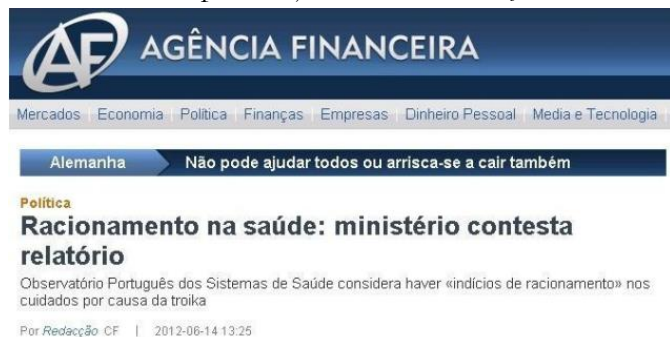 AF AGÊNCIA FINANCEIRA
Mercados Economia Política Finanças Empresas Dinheiro Pessoal Media e Tecnologia
Alemanha Não pode ajudar todos ou arrisca-se a cair também
Política
Racionamento na saúde: ministério contesta
relatório
Observatório Português dos Sistemas de Saúde considera haver «indícios de racionamento» nos
cuidados por causa da troika
Por Redacção CF | 2012-06-14 13:25